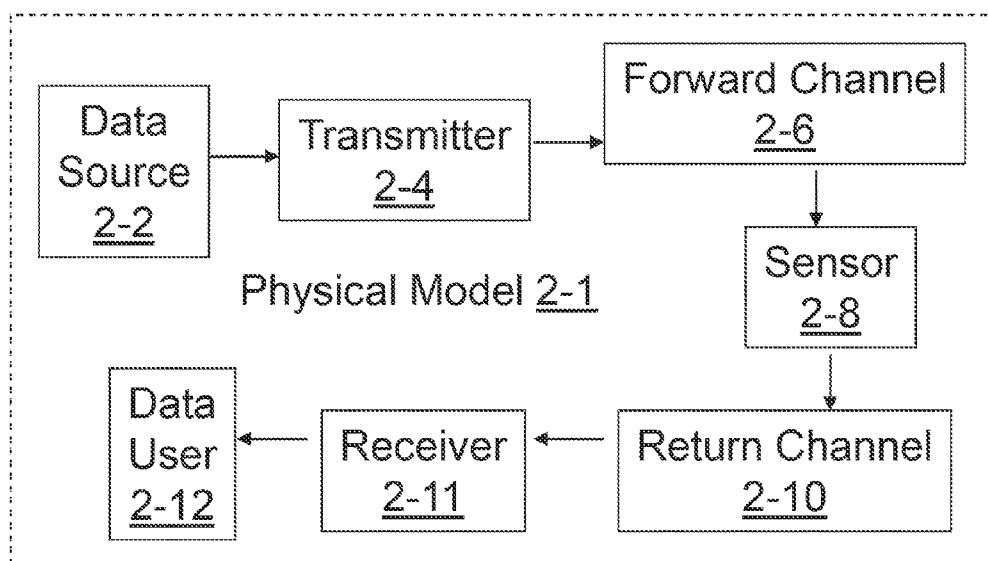 Data
Source
2-2
Transmitter
2-4
Forward Channel
2-6
Sensor
2-8
Physical Model 2-1
Data
User
2-12
Receiver
2-11
Return Channel
2-10